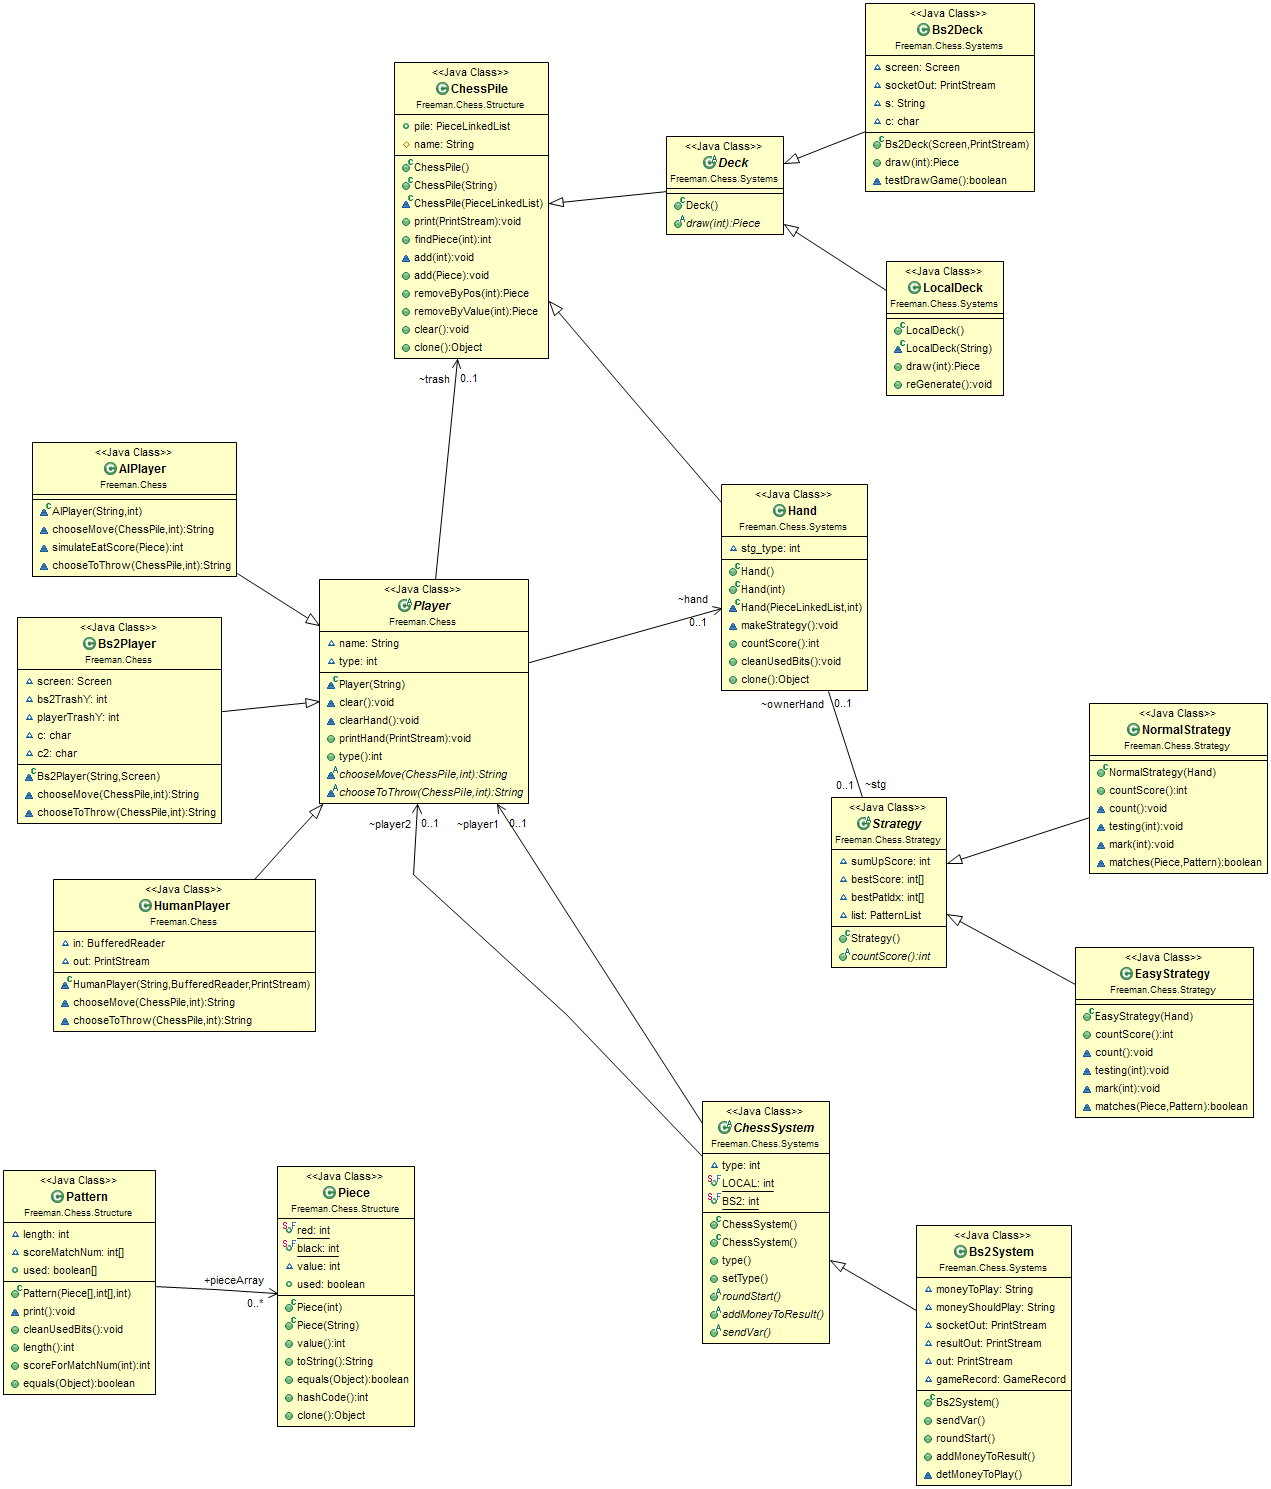 <<Java Class>>
Bs2Deck
Freeman.Chess.Systems
screen: Screen
socketOut: PrintStream
s: String
c: char
Bs2Deck(Screen,PrintStream)
draw(int):Piece
testDrawGame():boolean
<<Java Class>>
ChessPile
Freeman.Chess.Structure
pile: PieceLinkedList
name: String
ChessPile()
ChessPile(String)
ChessPile(PieceLinkedList)
print(PrintStream):void
findPiece(int):int
add(int):void
add(Piece):void
removeByPos(int):Piece
removeByValue(int):Piece
clear():void
clone():Object
<<Java Class>>
Deck
Freeman.Chess.Systems
Deck()
draw(int):Piece
<<Java Class>>
LocalDeck
Freeman.Chess.Systems
LocalDeck()
LocalDeck(String)
draw(int):Piece
reGenerate():void
~trash 0..1
<<Java Class>>
AIPlayer
Freeman.Chess
AIPlayer(String,int)
chooseMove(ChessPile,int):String
simulateEatScore(Piece):int
chooseToThrow(ChessPile,int):String
<<Java Class>>
Hand
Freeman.Chess.Systems
stg_type: int
Hand()
Hand(int)
Hand(PieceLinkedList,int)
makeStrategy():void
countScore():int
cleanUsedBits():void
clone():Object
<<Java Class>>
Player
Freeman.Chess
name: String
type: int
Player(String)
clear():void
clearHand():void
printHand(PrintStream):void
type():int
chooseMove(ChessPile,int):String
chooseToThrow(ChessPile,int):String
~hand
0..1
<<Java Class>>
Bs2Player
Freeman.Chess
screen: Screen
bs2TrashY: int
playerTrashY: int
c: char
c2: char
Bs2Player(String,Screen)
chooseMove(ChessPile,int):String
chooseToThrow(ChessPile,int):String
~ownerHand 0..1
0..1 ~stg
<<Java Class>>
NormalStrategy
Freeman.Chess.Strategy
NormalStrategy(Hand)
countScore():int
count():void
testing(int):void
mark(int):void
matches(Piece,Pattern):boolean
<<Java Class>>
Strategy
Freeman.Chess.Strategy
sumUpScore: int
bestScore: int[]
bestPatIdx: int[]
list: PatternList
Strategy()
countScore():int
~player2 0..1
~player1 0..1
<<Java Class>>
HumanPlayer
Freeman.Chess
in: BufferedReader
out: PrintStream
HumanPlayer(String,BufferedReader,PrintStream)
chooseMove(ChessPile,int):String
chooseToThrow(ChessPile,int):String
<<Java Class>>
EasyStrategy
Freeman.Chess.Strategy
EasyStrategy(Hand)
countScore():int
count():void
testing(int):void
mark(int):void
matches(Piece,Pattern):boolean
<<Java Class>>
ChessSystem
Freeman.Chess.Systems
type: int
LOCAL: int
BS2: int
ChessSystem()
ChessSystem()
type()
setType()
roundStart()
addMoneyToResult()
sendVar()
<<Java Class>>
Pattern
Freeman.Chess.Structure
length: int
scoreMatchNum: int[]
used: boolean[]
Pattern(Piece[],int[],int)
print():void
cleanUsedBits():void
length():int
scoreForMatchNum(int):int
equals(Object):boolean
+pieceArray
0..*
<<Java Class>>
Piece
Freeman.Chess.Structure
red: int
black: int
value: int
used: boolean
Piece(int)
Piece(String)
value():int
toString():String
equals(Object):boolean
hashCode():int
clone():Object
<<Java Class>>
Bs2System
Freeman.Chess.Systems
moneyToPlay: String
moneyShouldPlay: String
socketOut: PrintStream
resultOut: PrintStream
out: PrintStream
gameRecord: GameRecord
Bs2System()
sendVar()
roundStart()
addMoneyToResult()
detMoneyToPlay()